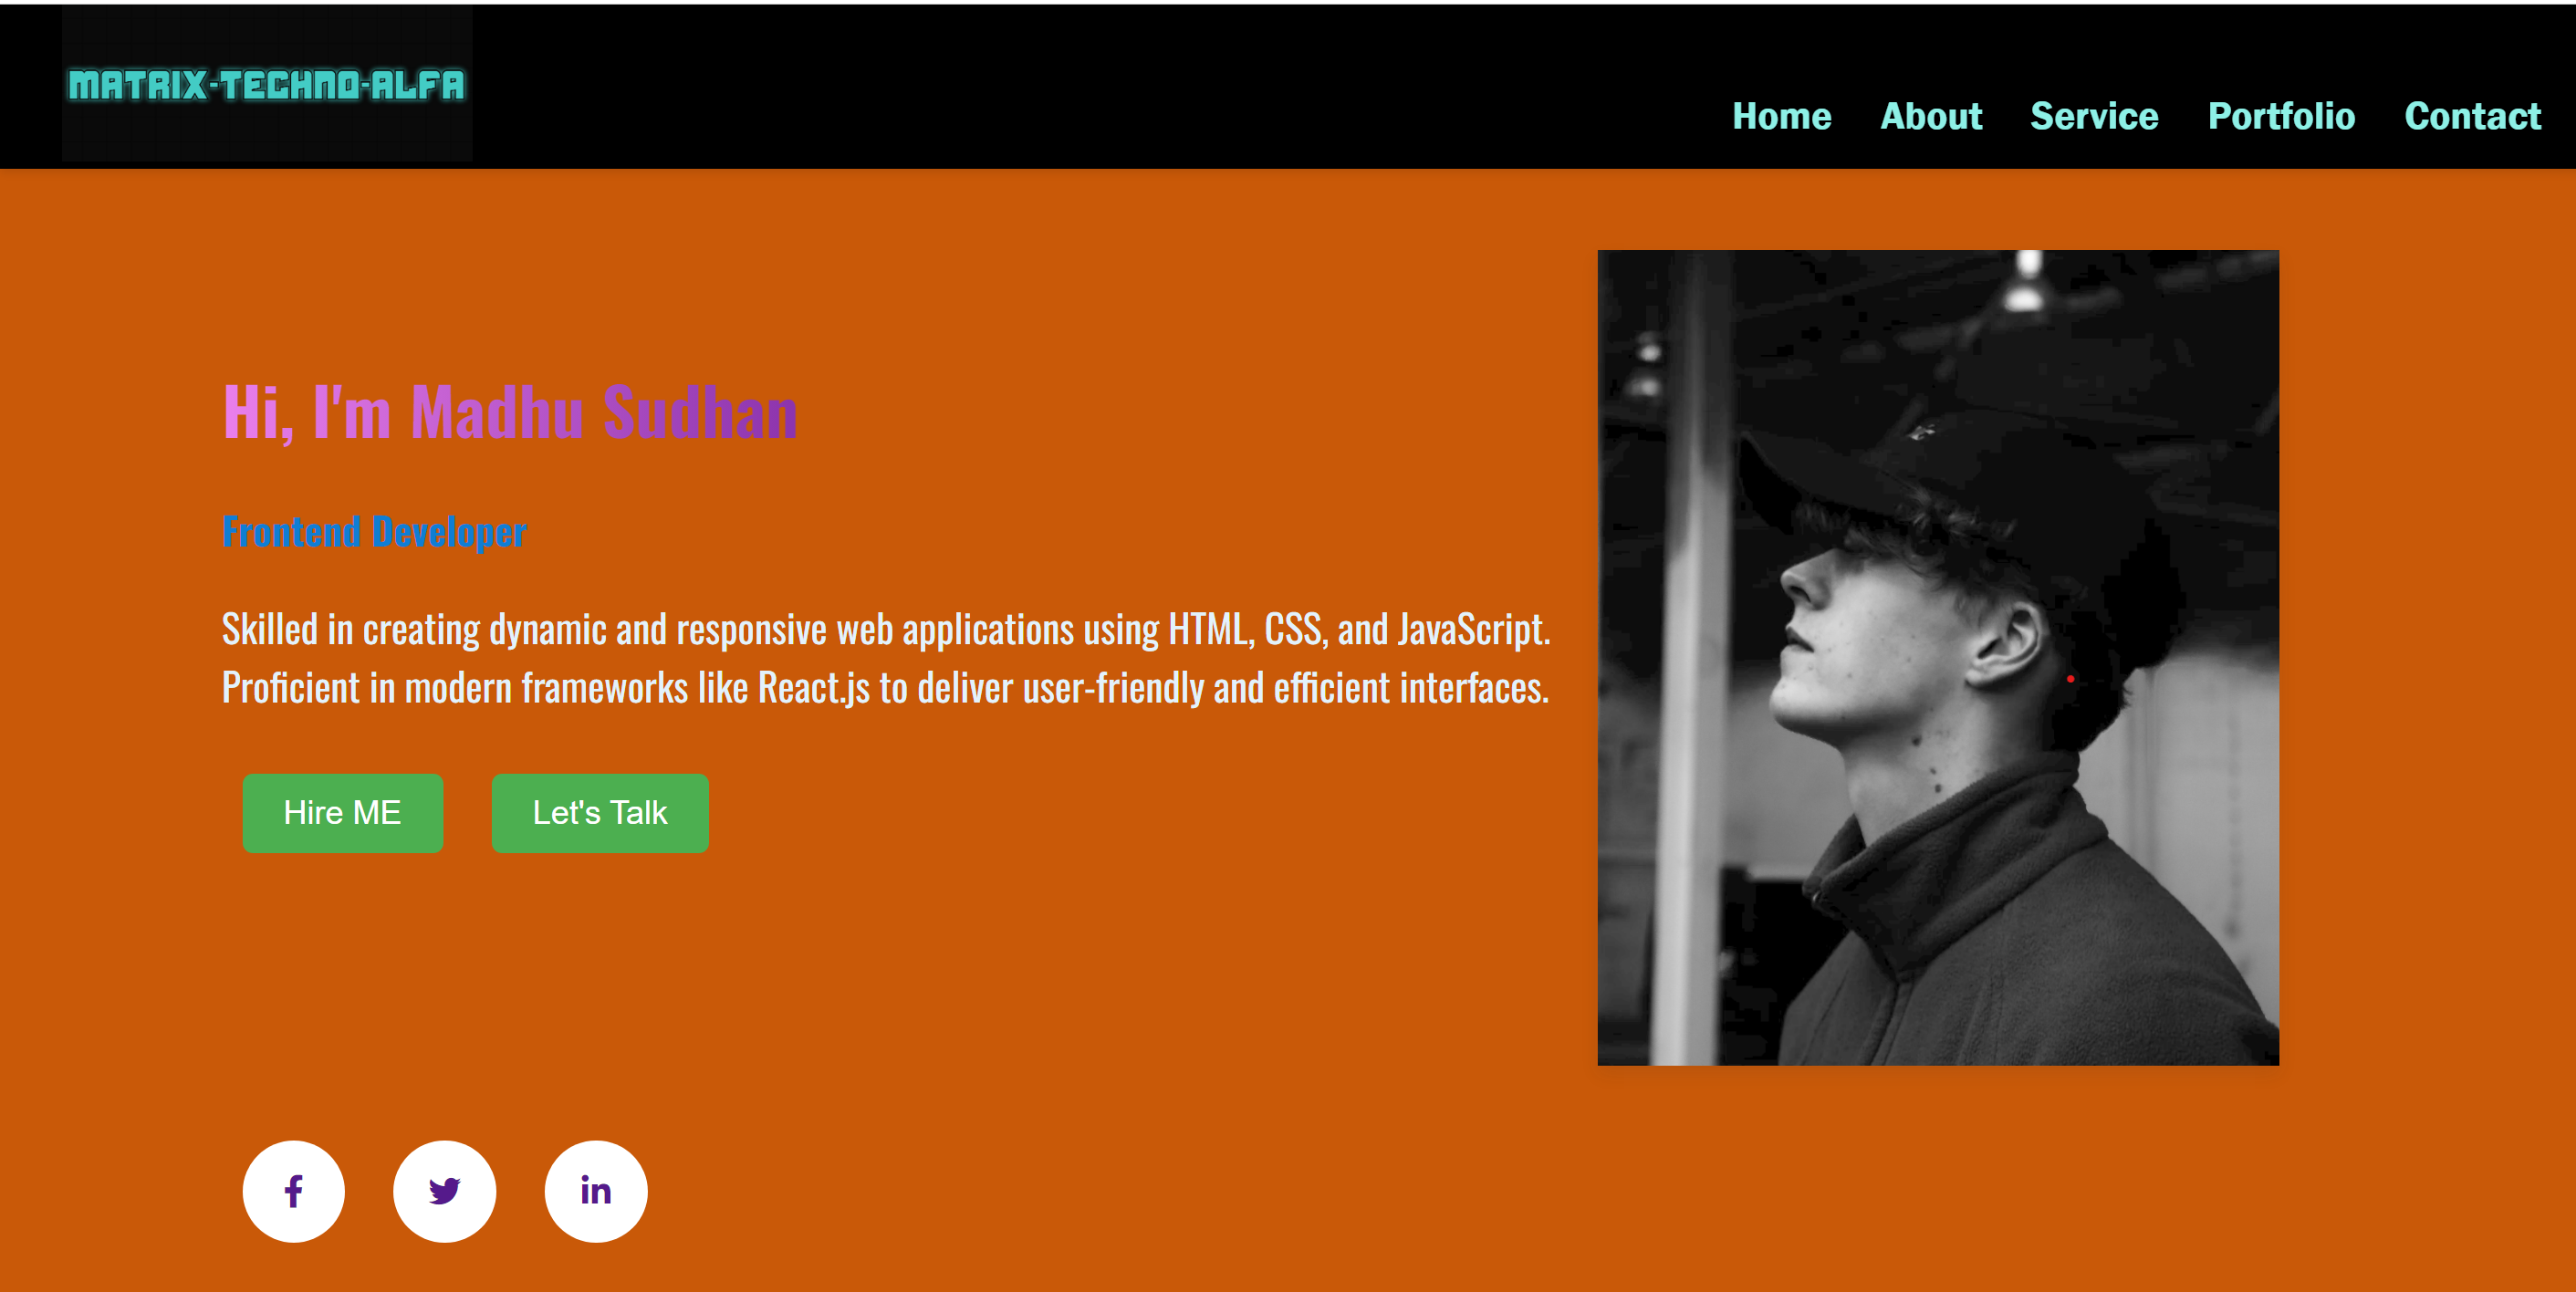 MATRIX-TECHNO-ALFA
Home About Service Portfolio Contact
Hi, I'm Madhu Sudhan
Frontend Developer
Skilled in creating dynamic and responsive web applications using HTML, CSS, and JavaScript.
Proficient in modern frameworks like React.js to deliver user-friendly and efficient interfaces.
Hire ME Let's Talk
f in